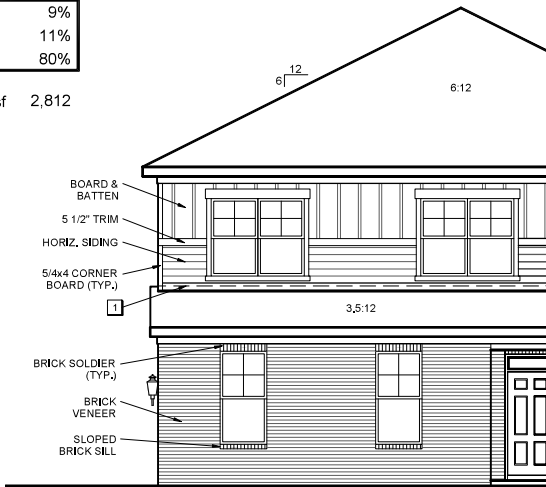 9%
11%
80%
sf 2,812
12
6
6:12
BOARD &
BATTEN
5 1/2" TRIM
HORIZ. SIDING
5/4x4 CORNER
BOARD (TYP.)
1
3.5:12
BRICK SOLDIER
(TYP.)
BRICK
VENEER
SLOPED
BRICK SILL